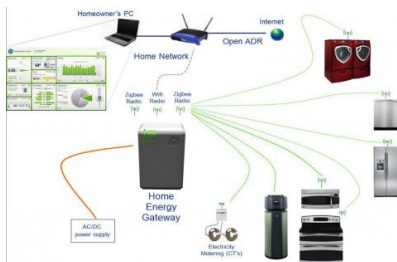 Homeowner's PC
Internet
Home Network
Open ADR
Zigbee
Radio
Wifi
Radio
Zigbee
Radio
Home
Energy
Gateway
AC/DC
power supply
Electricity
Metering (CT's)